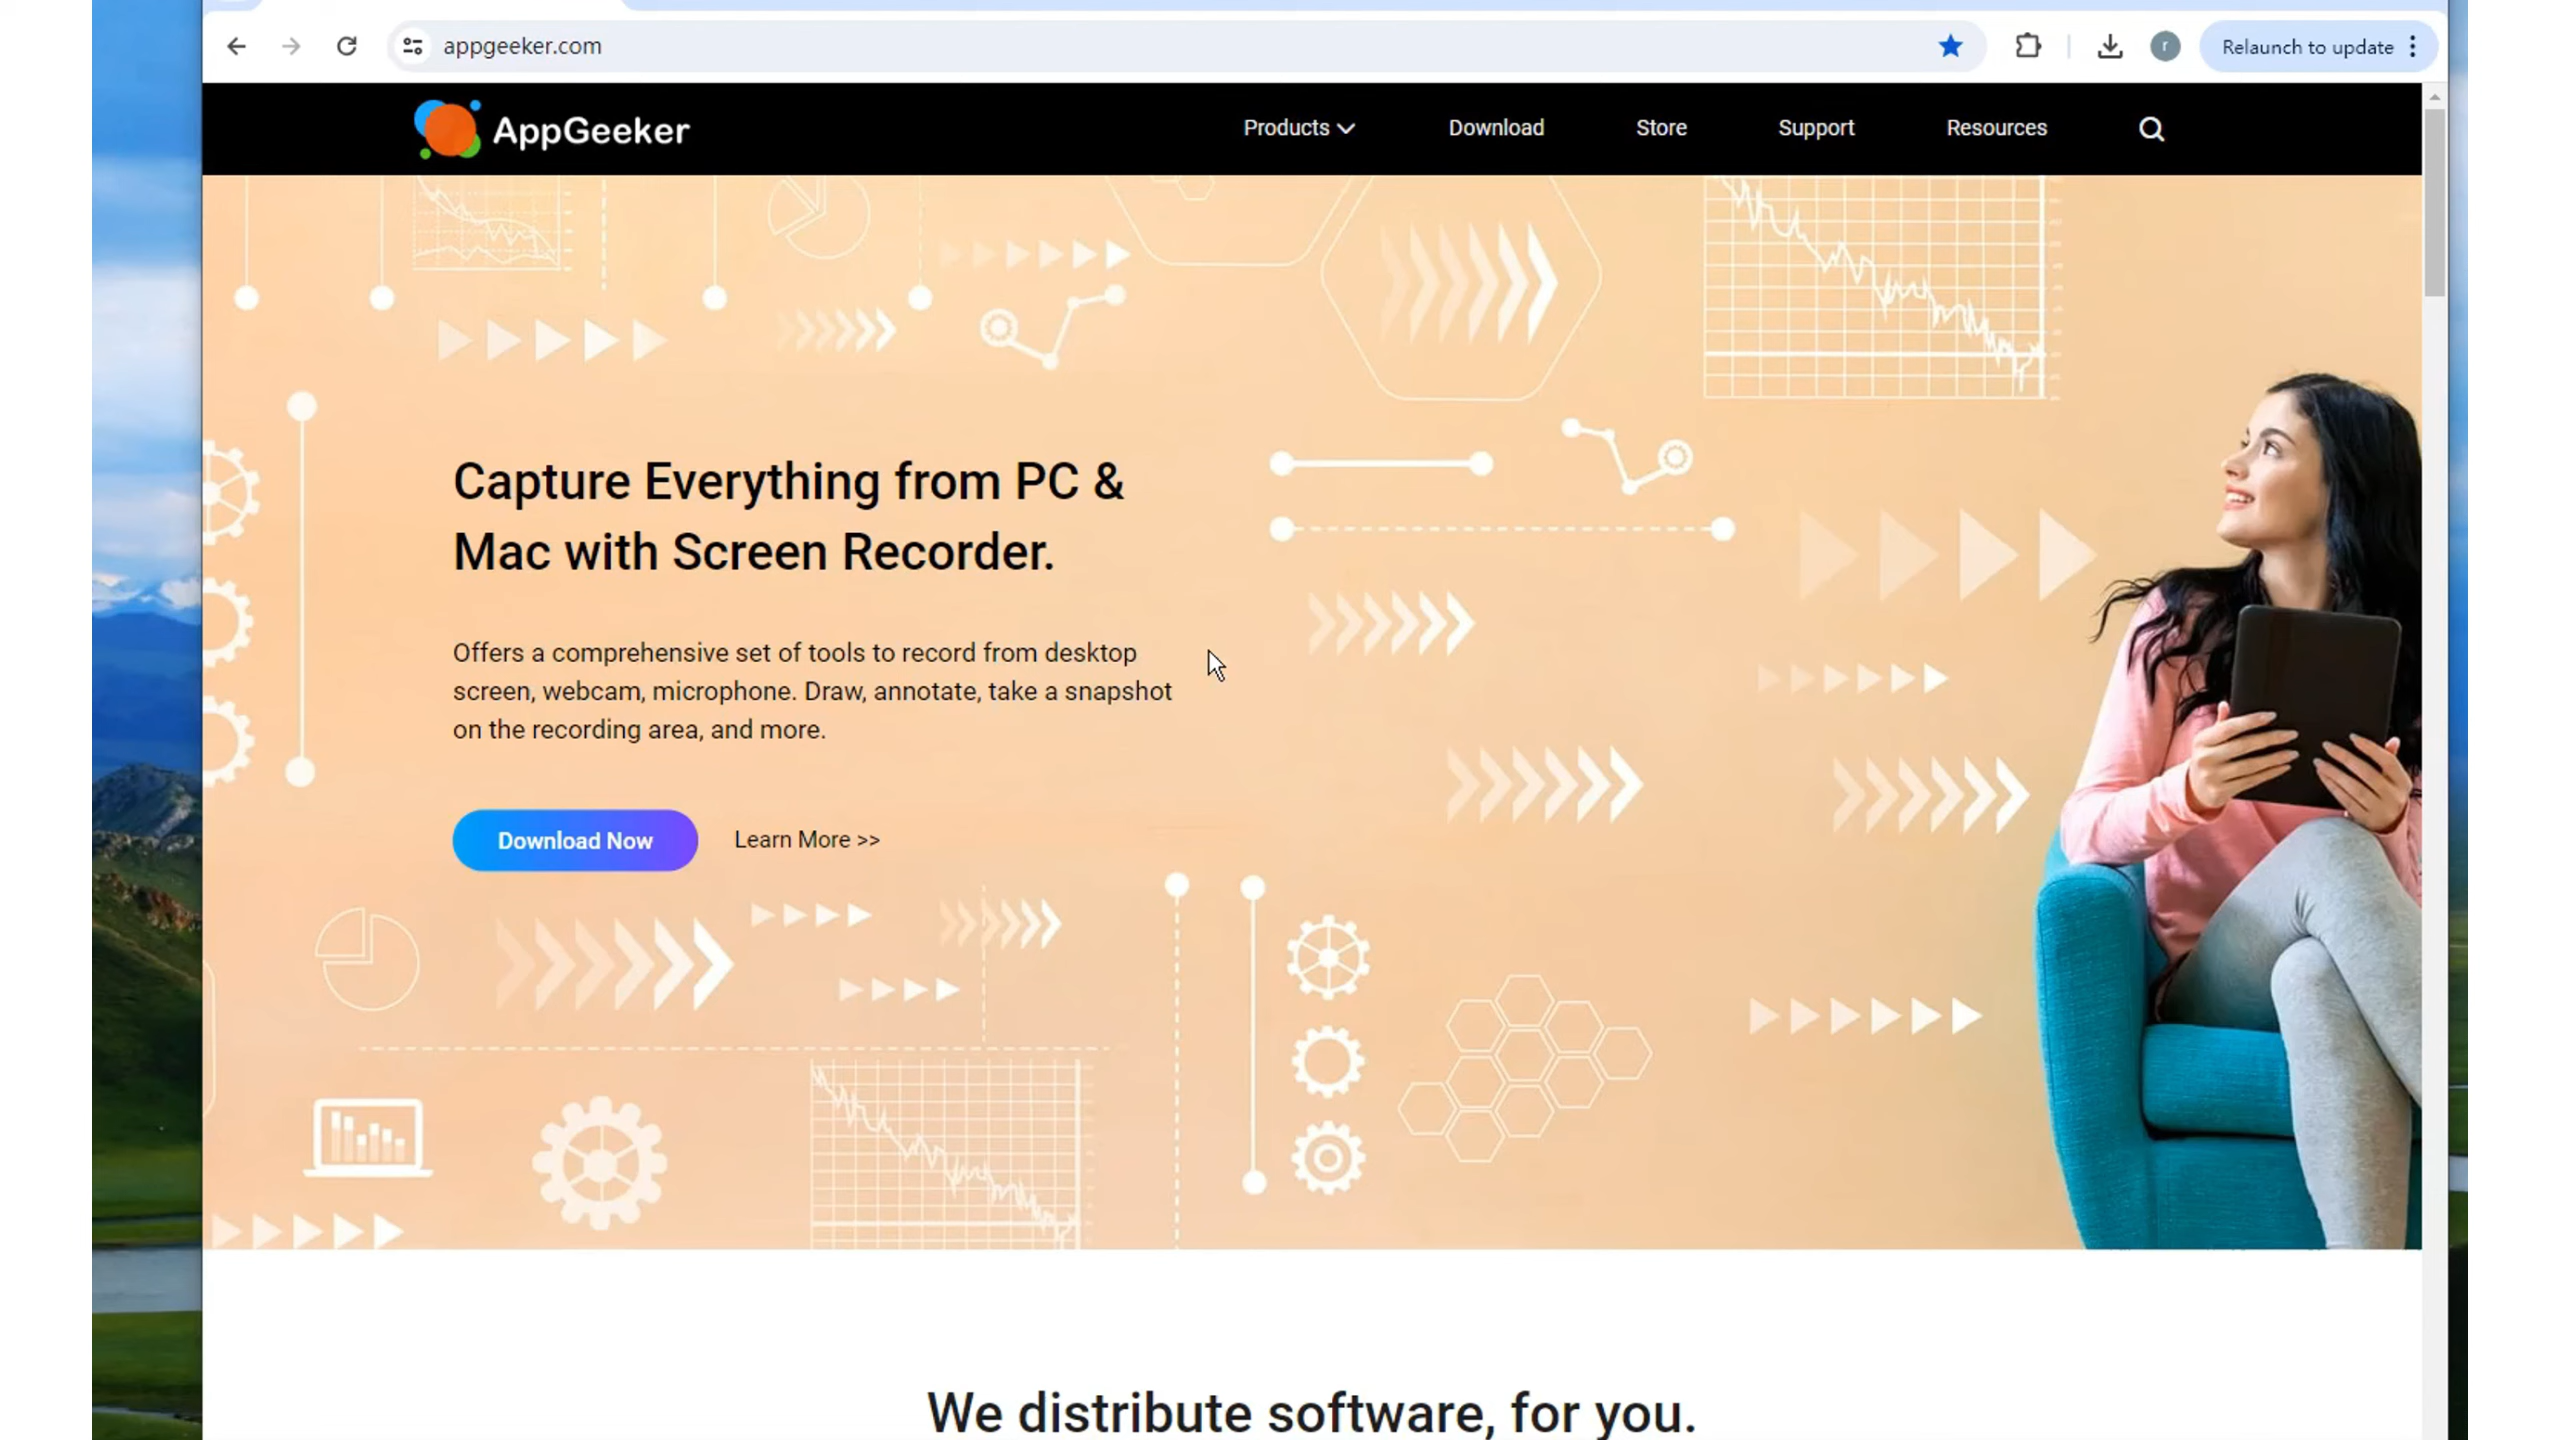 appgeeker.com
r
Relaunch to update
AppGeeker
Products
Download
Store
Support
Resources
Capture Everything from PC &
Mac with Screen Recorder.
Offers a comprehensive set of tools to record from desktop
screen, webcam, microphone. Draw, annotate, take a snapshot
on the recording area, and more.
Download Now
Learn More >>
We distribute software, for you.